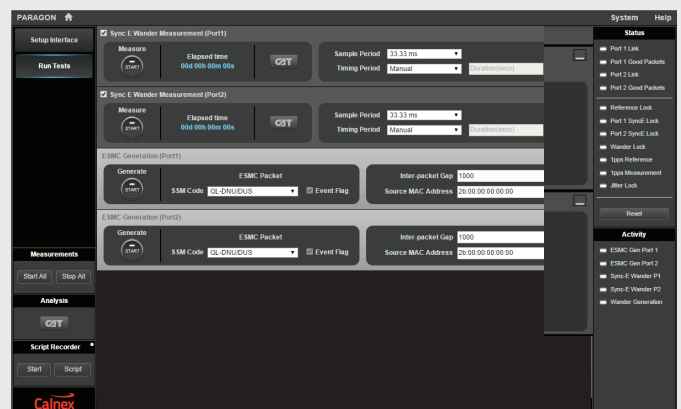 PARAGON
System Help
Setup Interface
Run Tests
Sync E Wander Measurement (Port1)
Measure
START
Elapsed time
00d 00h 00m 00s
CAT
Sample Period 33.33 ms
Timing Period Manual Duration(secs)
Sync E Wander Measurement (Port2)
Measure
START
Elapsed time
00d 00h 00m 00s
CAT
Sample Period 33.33 ms
Timing Period Manual Duration(secs)
ESMC Generation (Port1)
Generate
START
ESMC Packet
SSM Code QL-DNU/DUS Event Flag
Inter-packet Gap 1000
Source MAC Address 2b:00:00:00:00:00
ESMC Generation (Port2)
Generate
START
ESMC Packet
SSM Code QL-DNU/DUS Event Flag
Inter-packet Gap 1000
Source MAC Address 2b:00:00:00:00:00
Measurements
Start All Stop All
Analysis
CAT
Script Recorder
Start Script
Calnex
Status
Port 1 Link
Port 1 Good Packets
Port 2 Link
Port 2 Good Packets
Reference Lock
Port 1 SyncE Lock
Port 2 SyncE Lock
Wander Lock
1pps Reference
1pps Measurement
Jitter Lock
Reset
Activity
ESMC Gen Port 1
ESMC Gen Port 2
Sync-E Wander P1
Sync-E Wander P2
Wander Generation